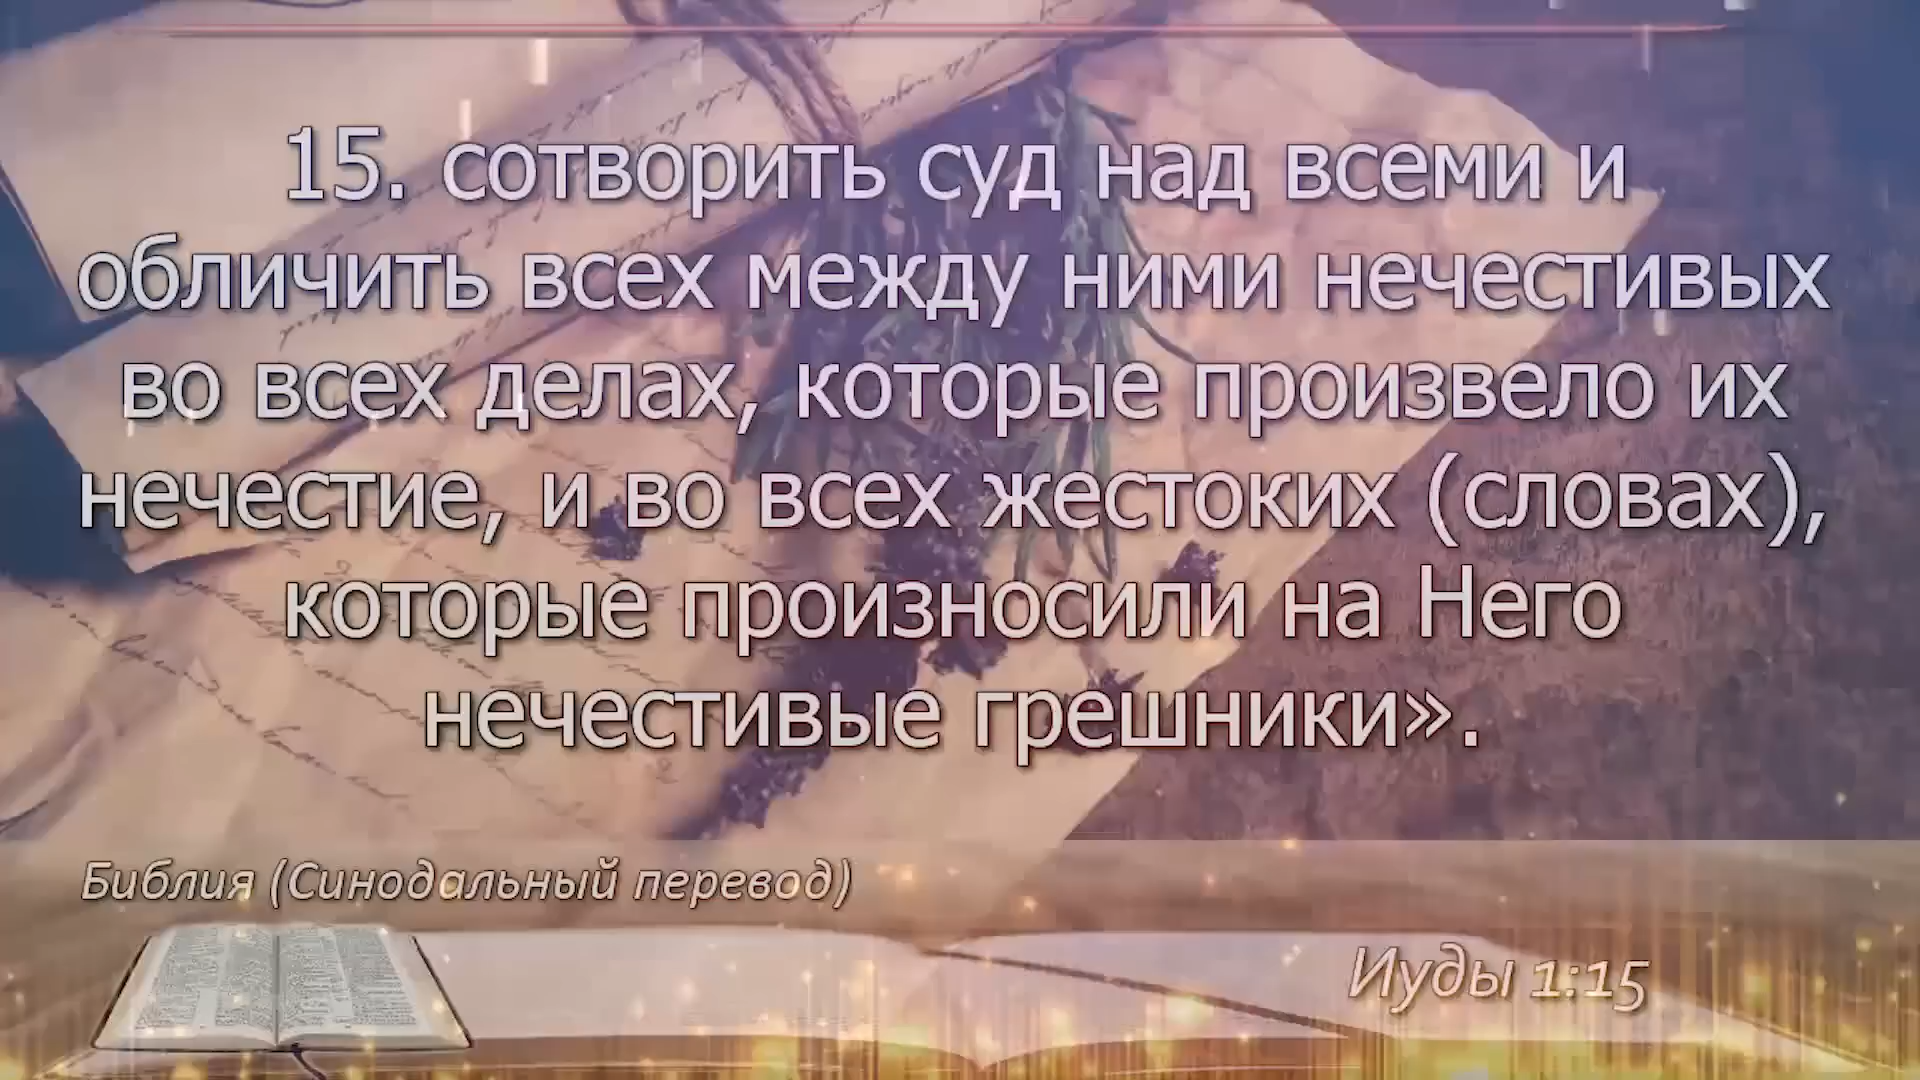 15. сотворить суд над всеми и
обличить всех между ними нечестивых
во всех делах, которые произвело их
нечестие, и во всех жестоких (словах),
которые произносили на Него
нечестивые грешники».
Библия (Синодальный перевод)
Иуды 1:15